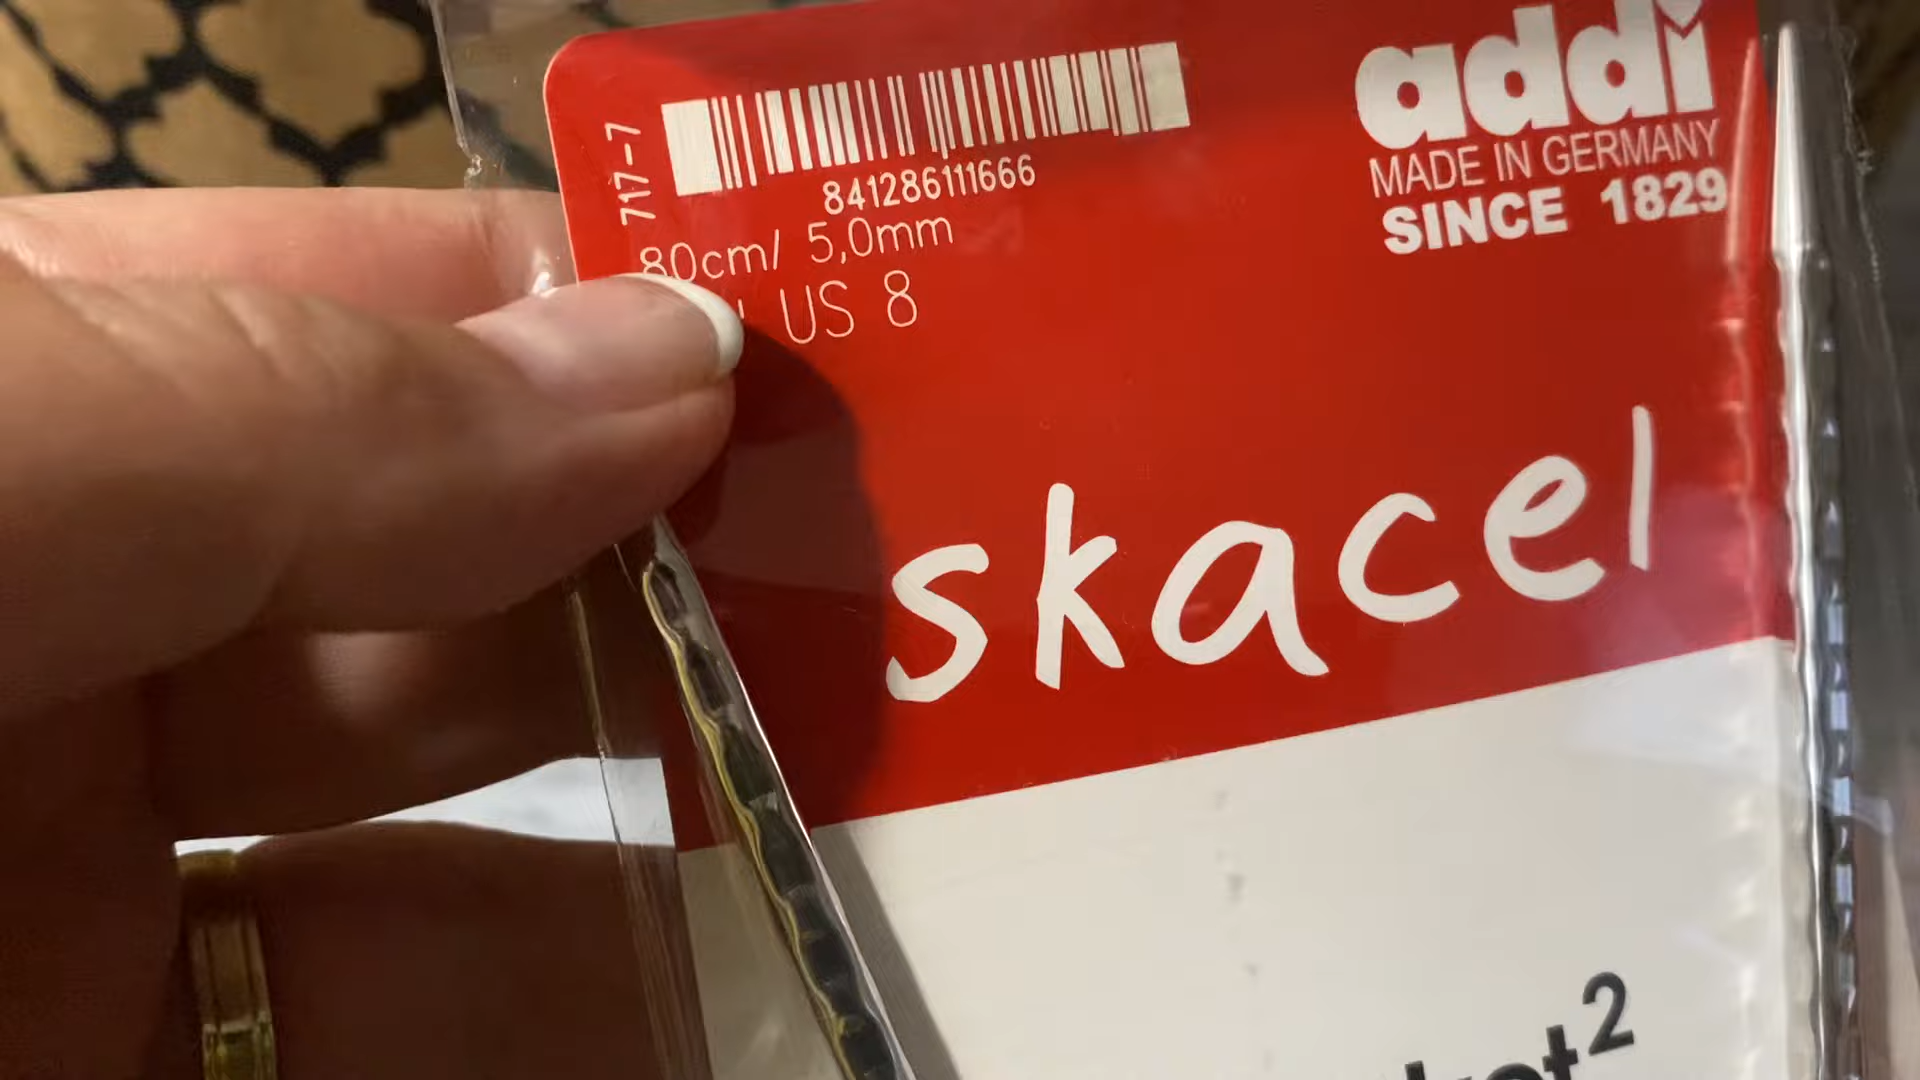 addi
MADE IN GERMANY
SINCE 1829
717-7
841286111666
80cm/ 5,0mm
US 8
skacel